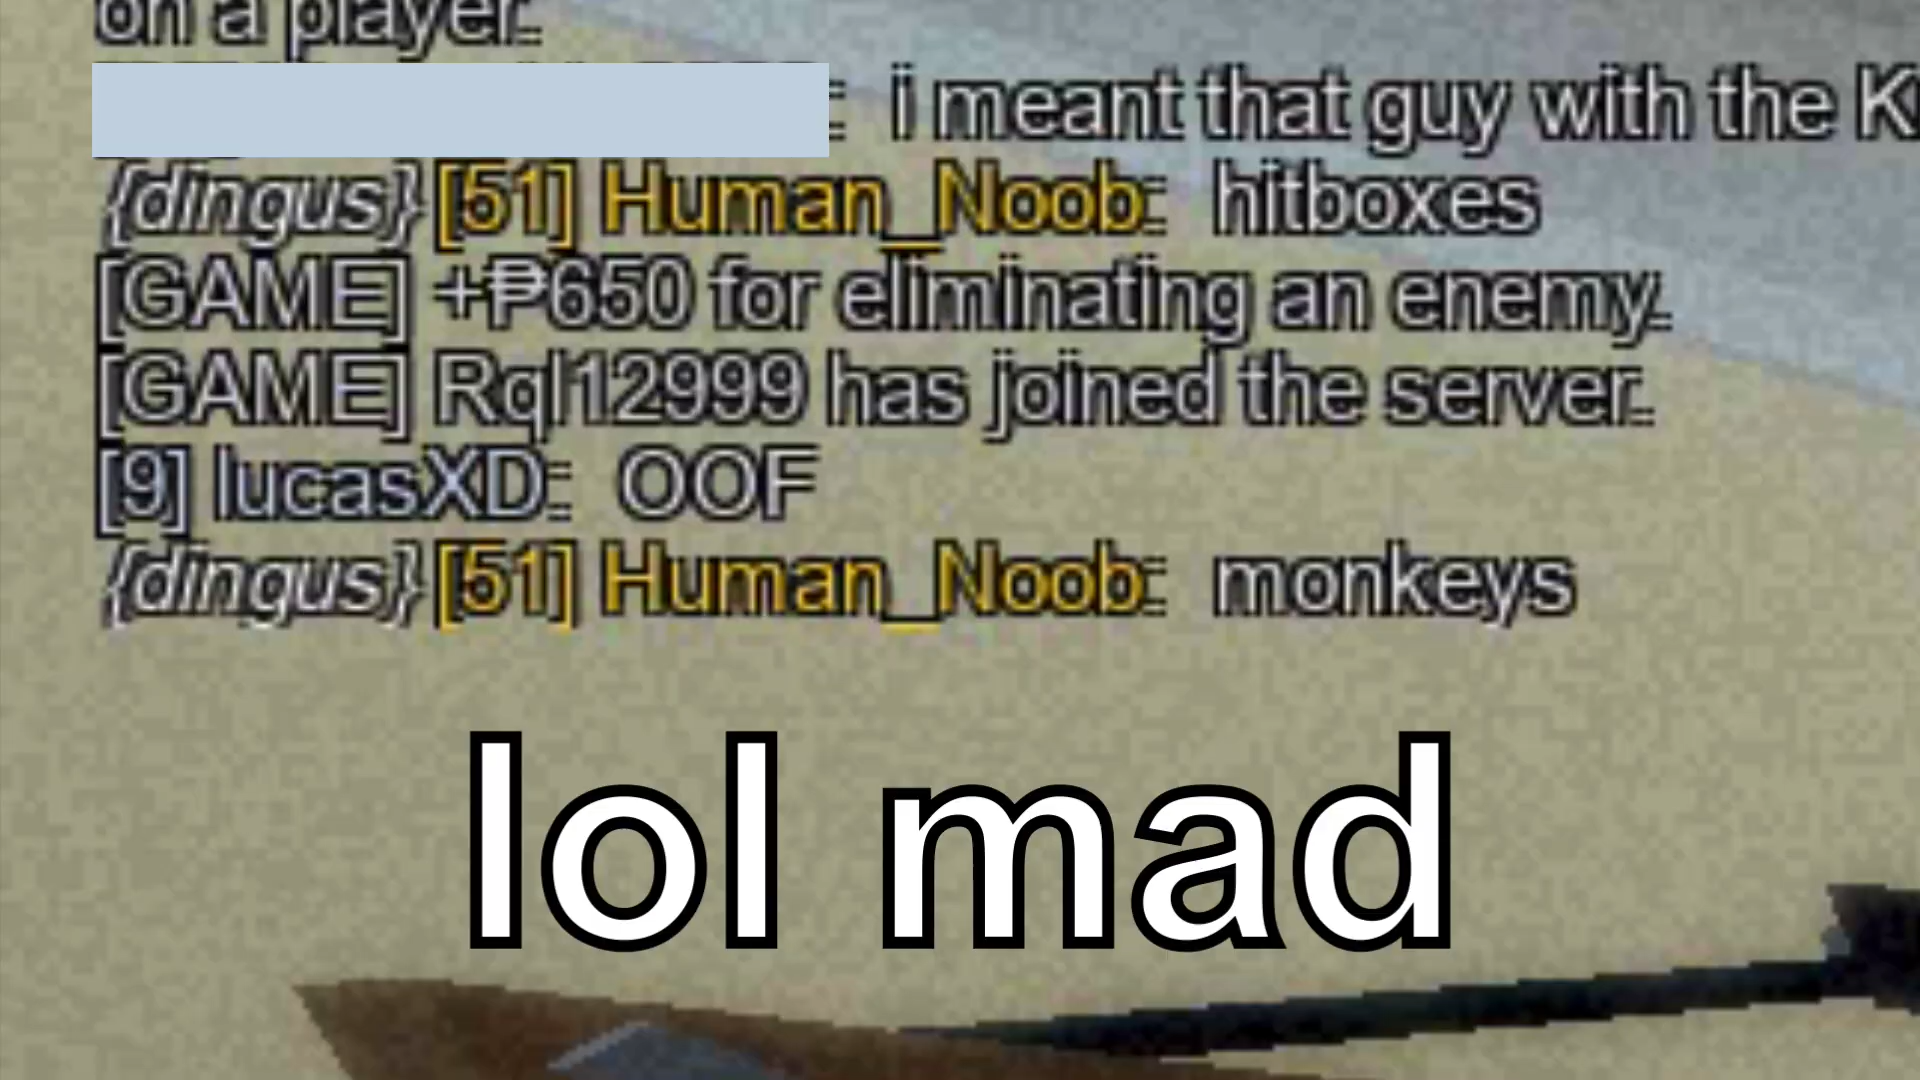 on a player.
: i meant that guy with the
{dingus} [51] Human_Noob: hitboxes
[GAME] +₱650 for eliminating an enemy.
[GAME] Rql12999 has joined the server.
[9] lucasXD: OOF
{dingus} [51] Human_Noob: monkeys
lol mad